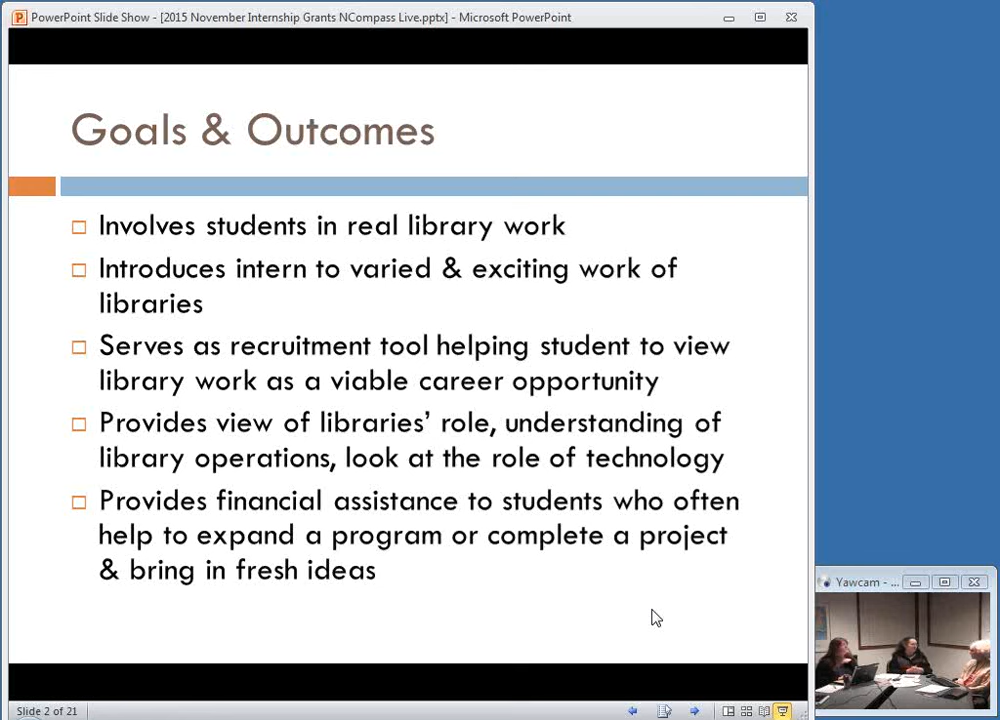 PowerPoint Slide Show - [2015 November Internship Grants NCompass Live.pptx] - Microsoft PowerPoint
Goals & Outcomes
Involves students in real library work
Introduces intern to varied & exciting work of
libraries
Serves as recruitment tool helping student to view
library work as a viable career opportunity
Provides view of libraries’ role, understanding of
library operations, look at the role of technology
Provides financial assistance to students who often
help to expand a program or complete a project
& bring in fresh ideas
Yawcam - ...
Slide 2 of 21